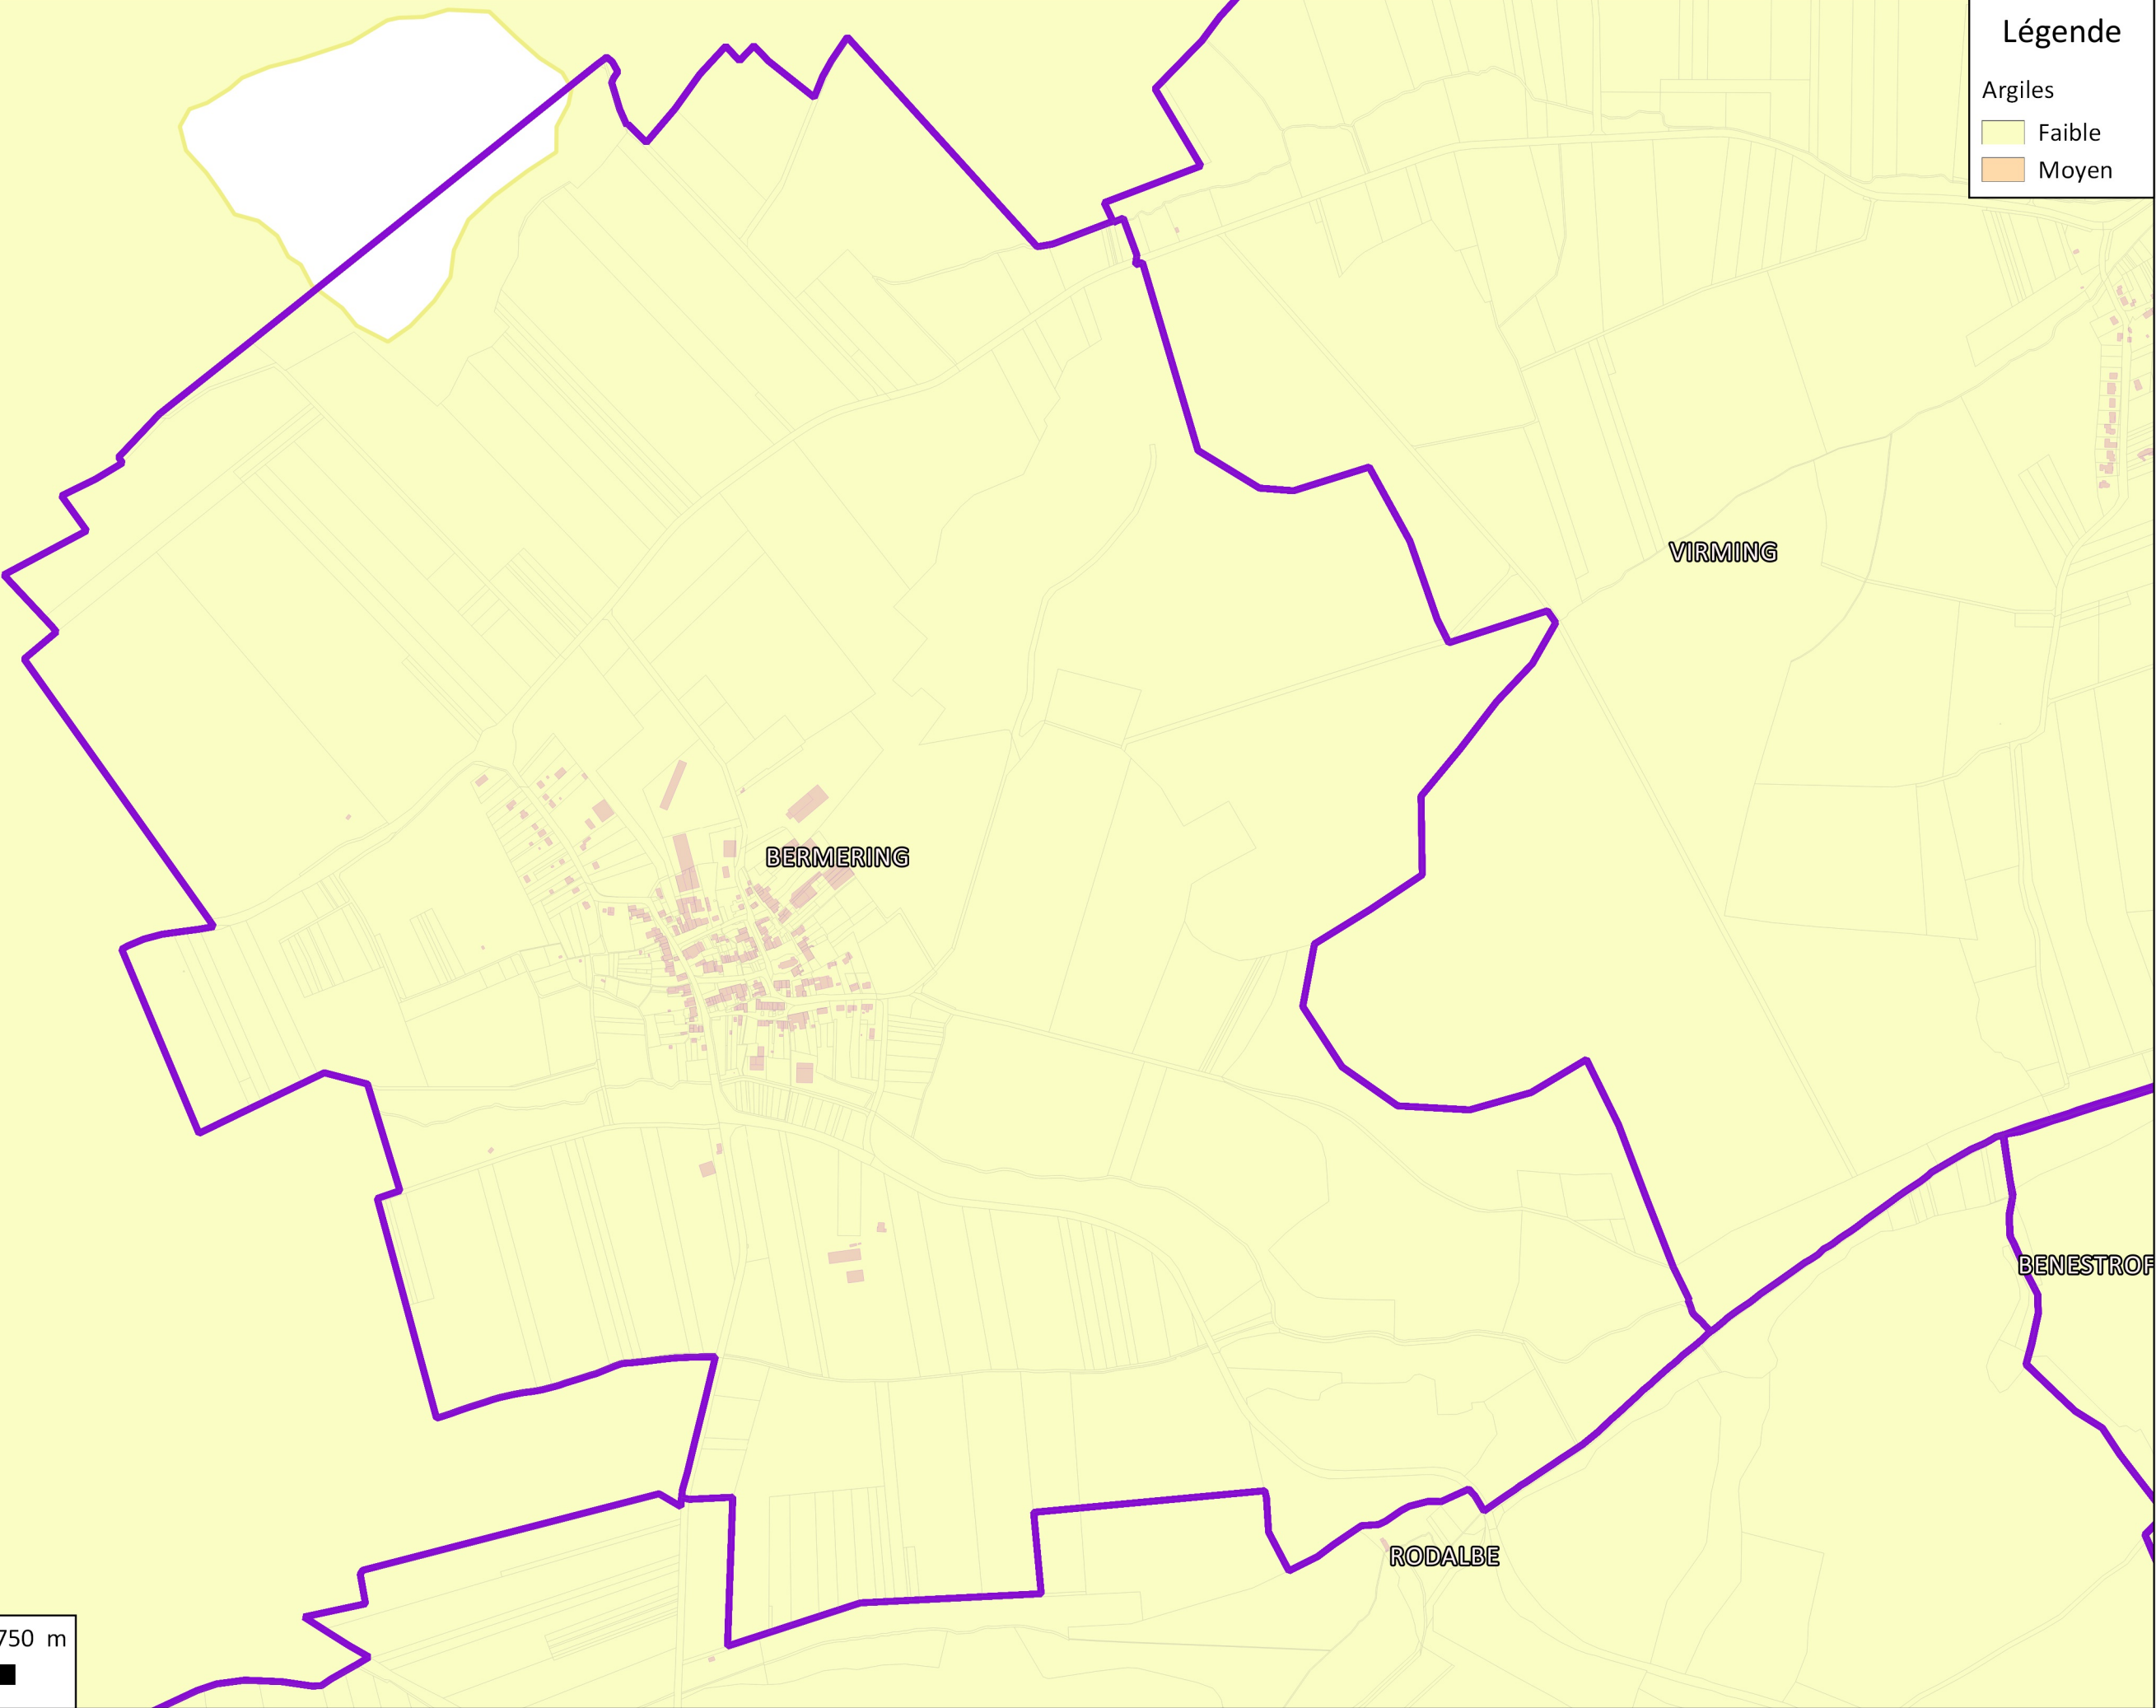 Légende
Argiles
Faible
Moyen
VIRMING
BERMERING
BENESTROF
RODALBE
750 m